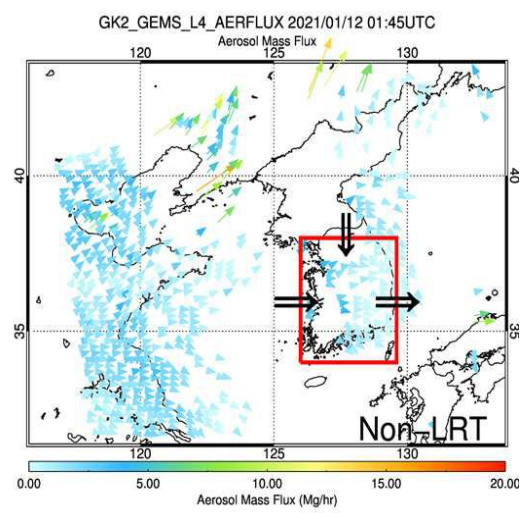 GK2_GEMS_L4_AERFLUX 2021/01/12 01:45UTC
Aerosol Mass Flux
120 125 130
40 40
35 35
Non_LRT
120 125 130
0.00 5.00 10.00 15.00 20.00
Aerosol Mass Flux (Mg/hr)